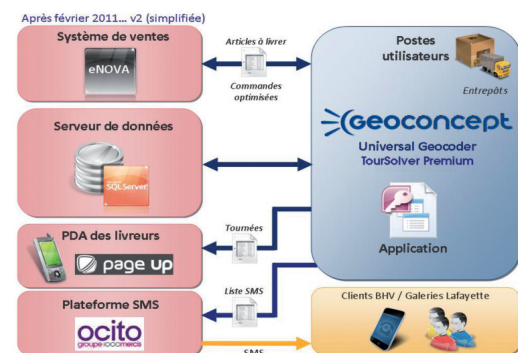 Après février 2011... v2 (simplifiée)
Système de ventes
eNOVA
Articles à livrer
Commandes
optimisées
Postes
utilisateurs
Entrepôts
Geoconcept
Universal Geocoder
TourSolver Premium
Application
Serveur de données
SQLServer
PDA des livreurs
page up
Tournées
Plateforme SMS
ocito
groupe 1000mercis
Liste SMS
SMS
Clients BHV / Galeries Lafayette